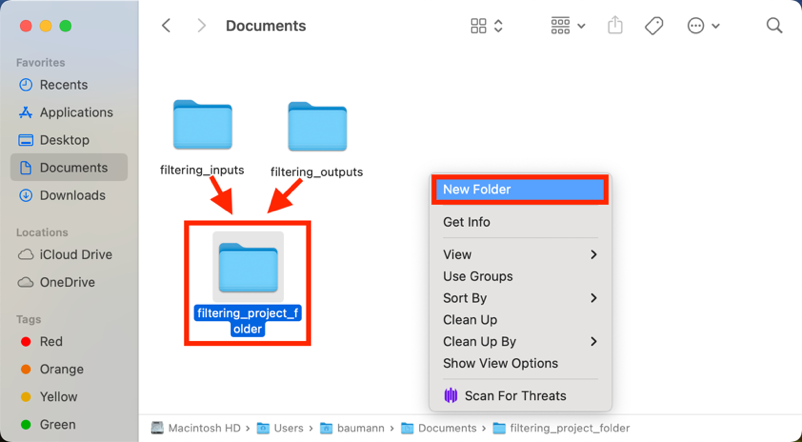 Documents
Favorites
Recents
Applications
Desktop
Documents
Downloads
Locations
iCloud Drive
OneDrive
Tags
Red
Orange
Yellow
Green
filtering_inputs
filtering_outputs
filtering_project_f
older
New Folder
Get Info
View
Use Groups
Sort By
Clean Up
Clean Up By
Show View Options
Scan For Threats
Macintosh HD
Users
baumann
Documents
filtering_project_folder